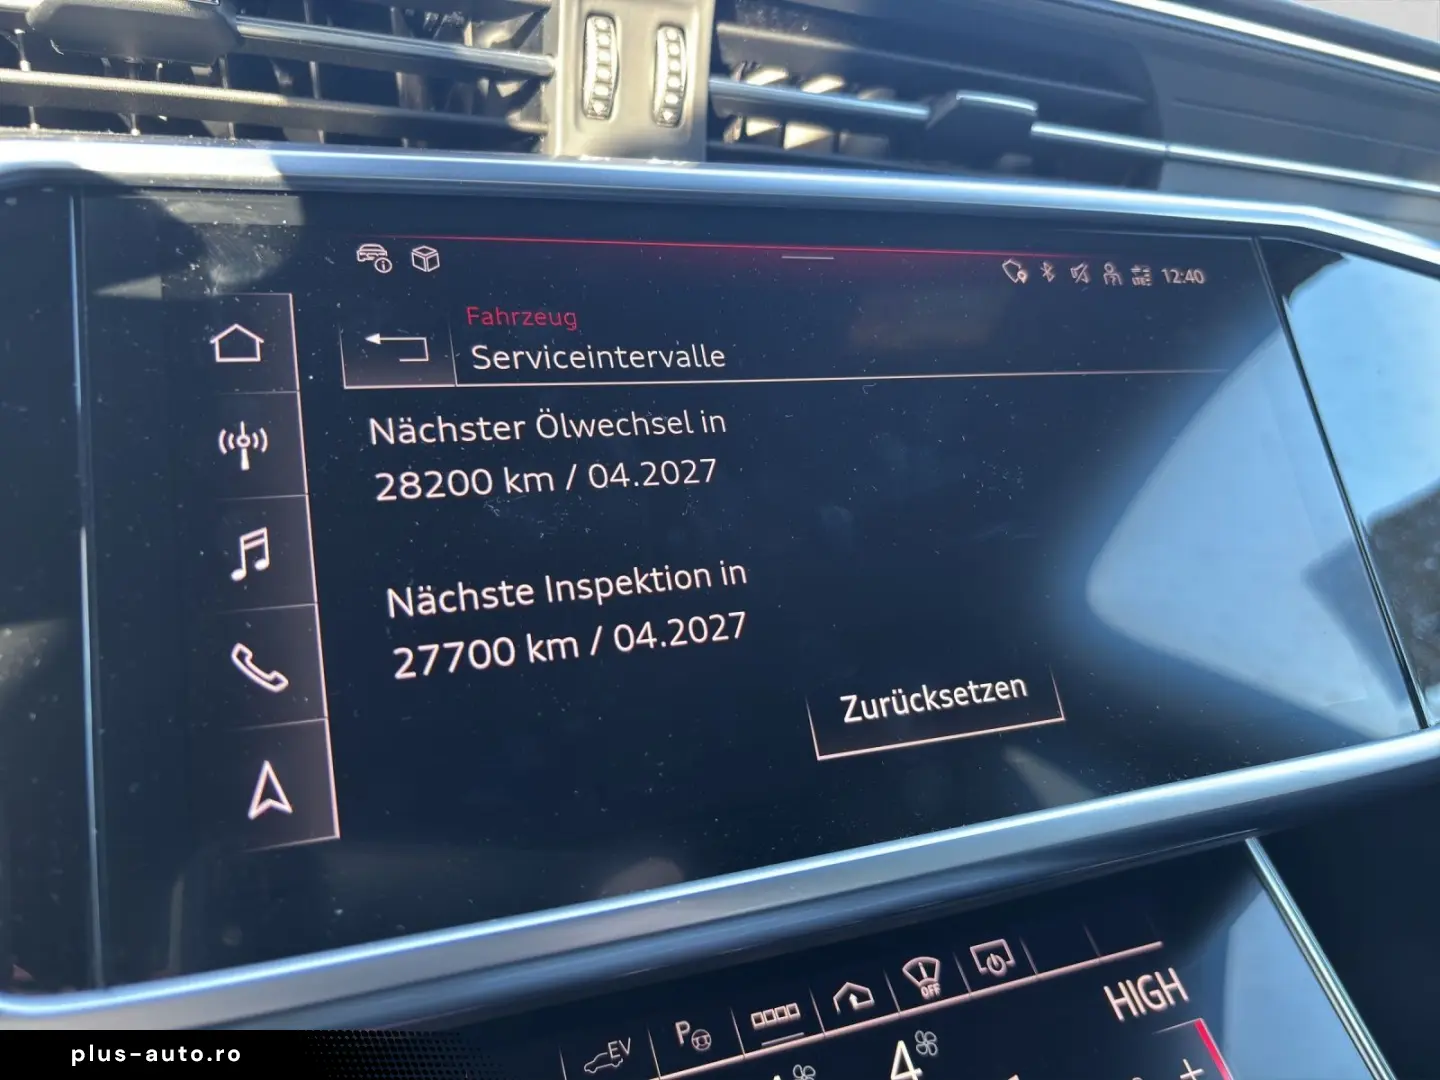 12:40
Fahrzeug
Serviceintervalle
Nächster Ölwechsel in
28200 km / 04.2027
Nächste Inspektion in
27700 km / 04.2027
Zurücksetzen
HIGH
OFF
EV
P
4
+
plus-auto.ro